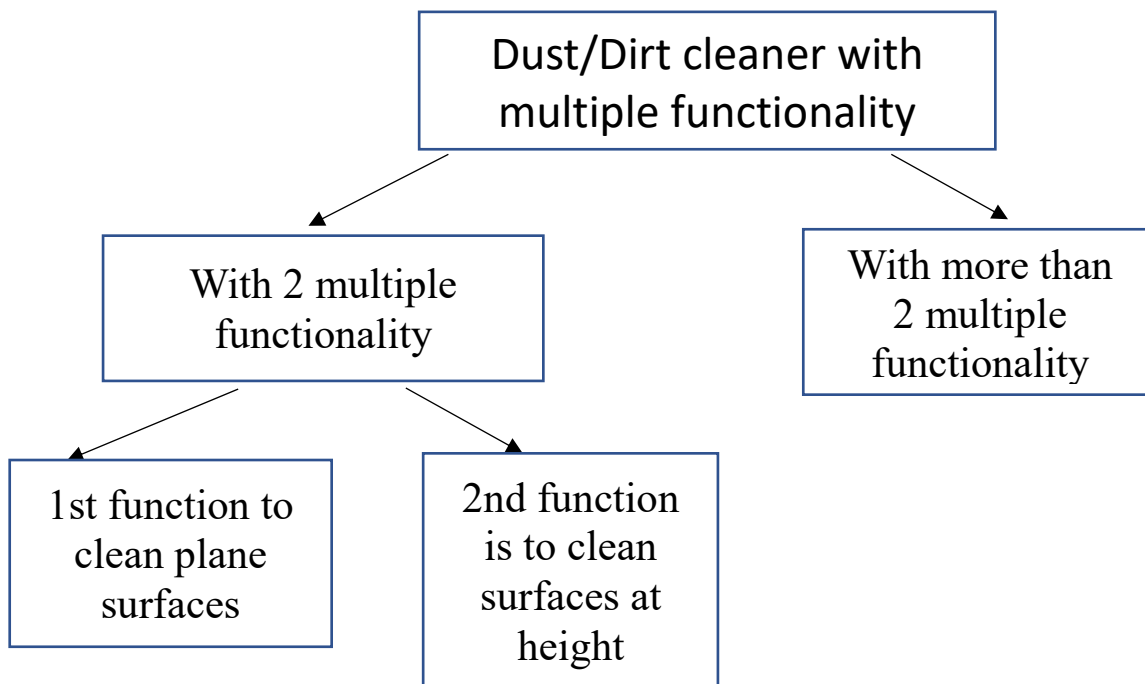 Dust/Dirt cleaner with
multiple functionality
With 2 multiple
functionality
With more than
2 multiple
functionality
1st function to
clean plane
surfaces
2nd function
is to clean
surfaces at
height